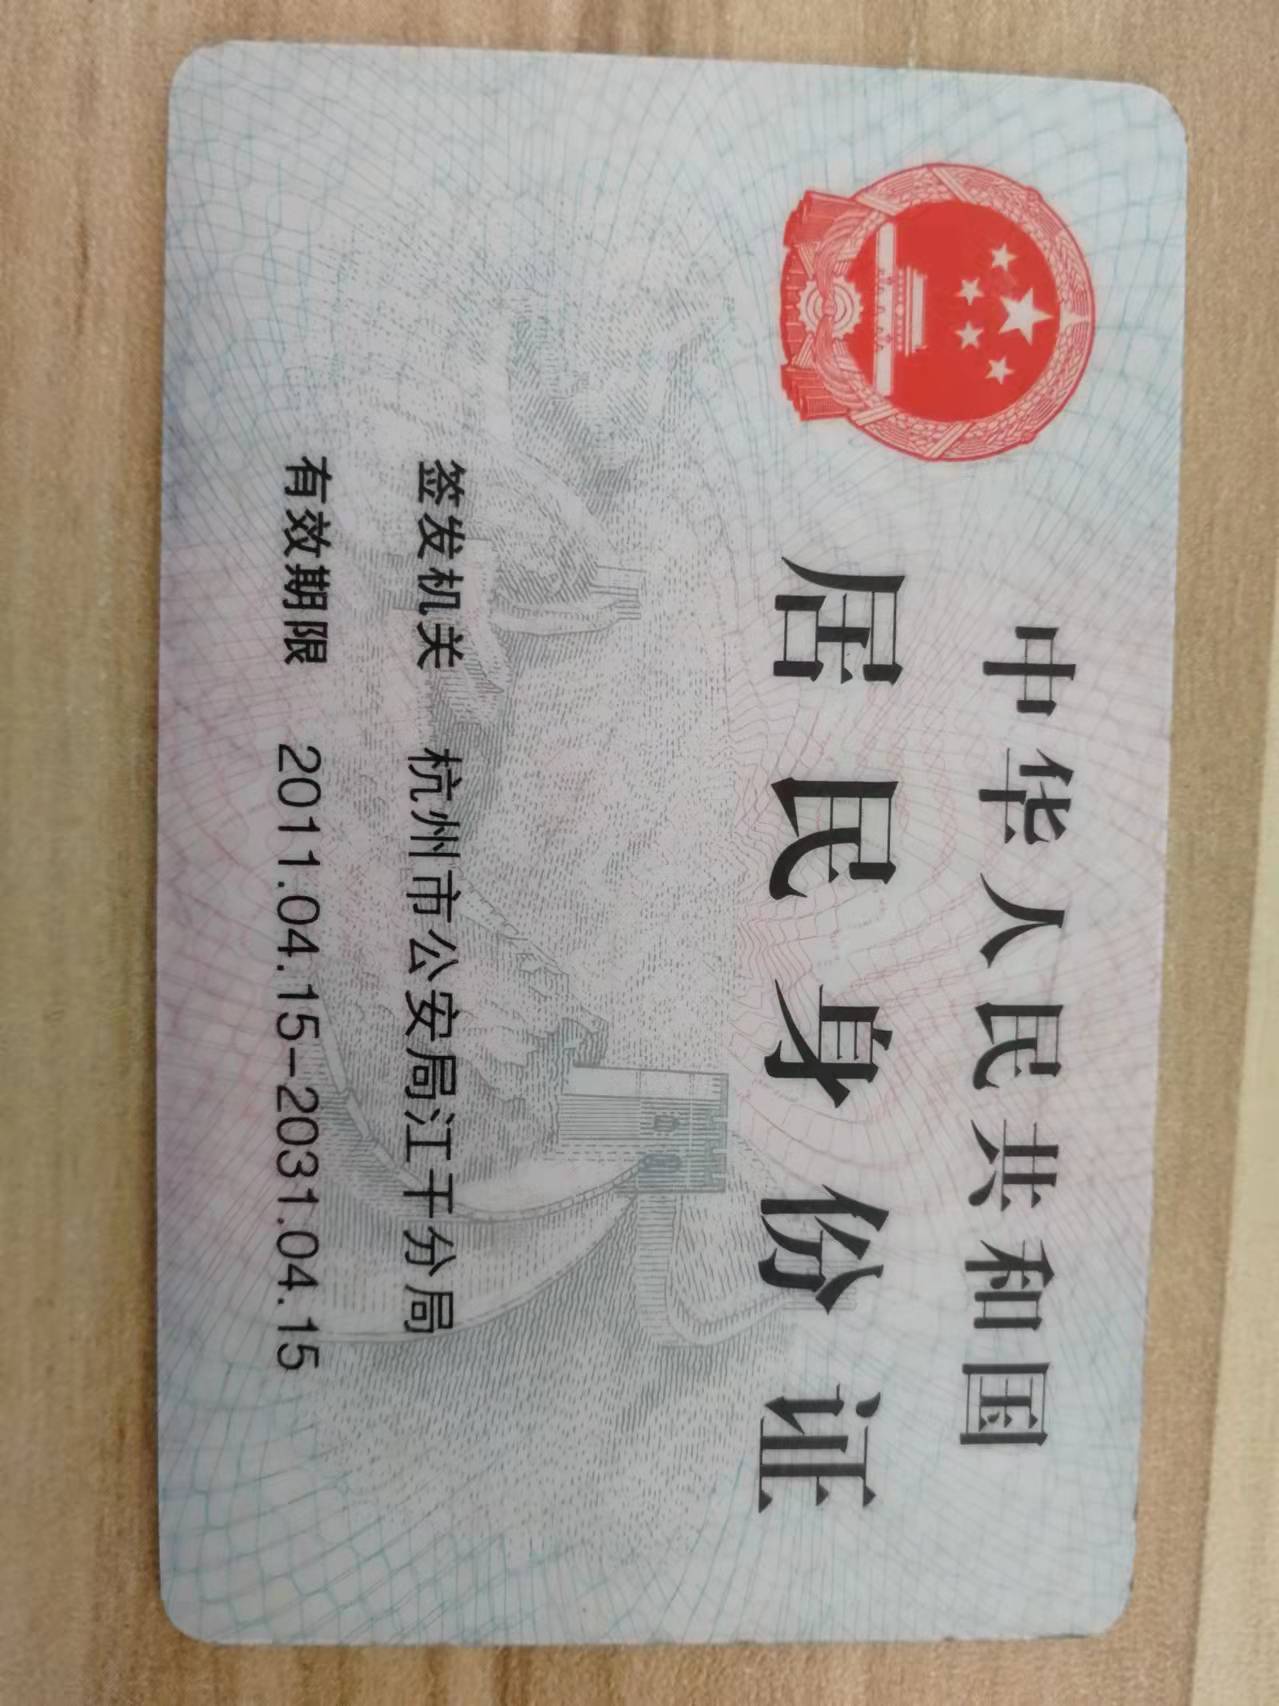 中华人民共和国
居民身份证
签发机关 杭州市公安局江干分局
有效期限 2011.04.15-2031.04.15